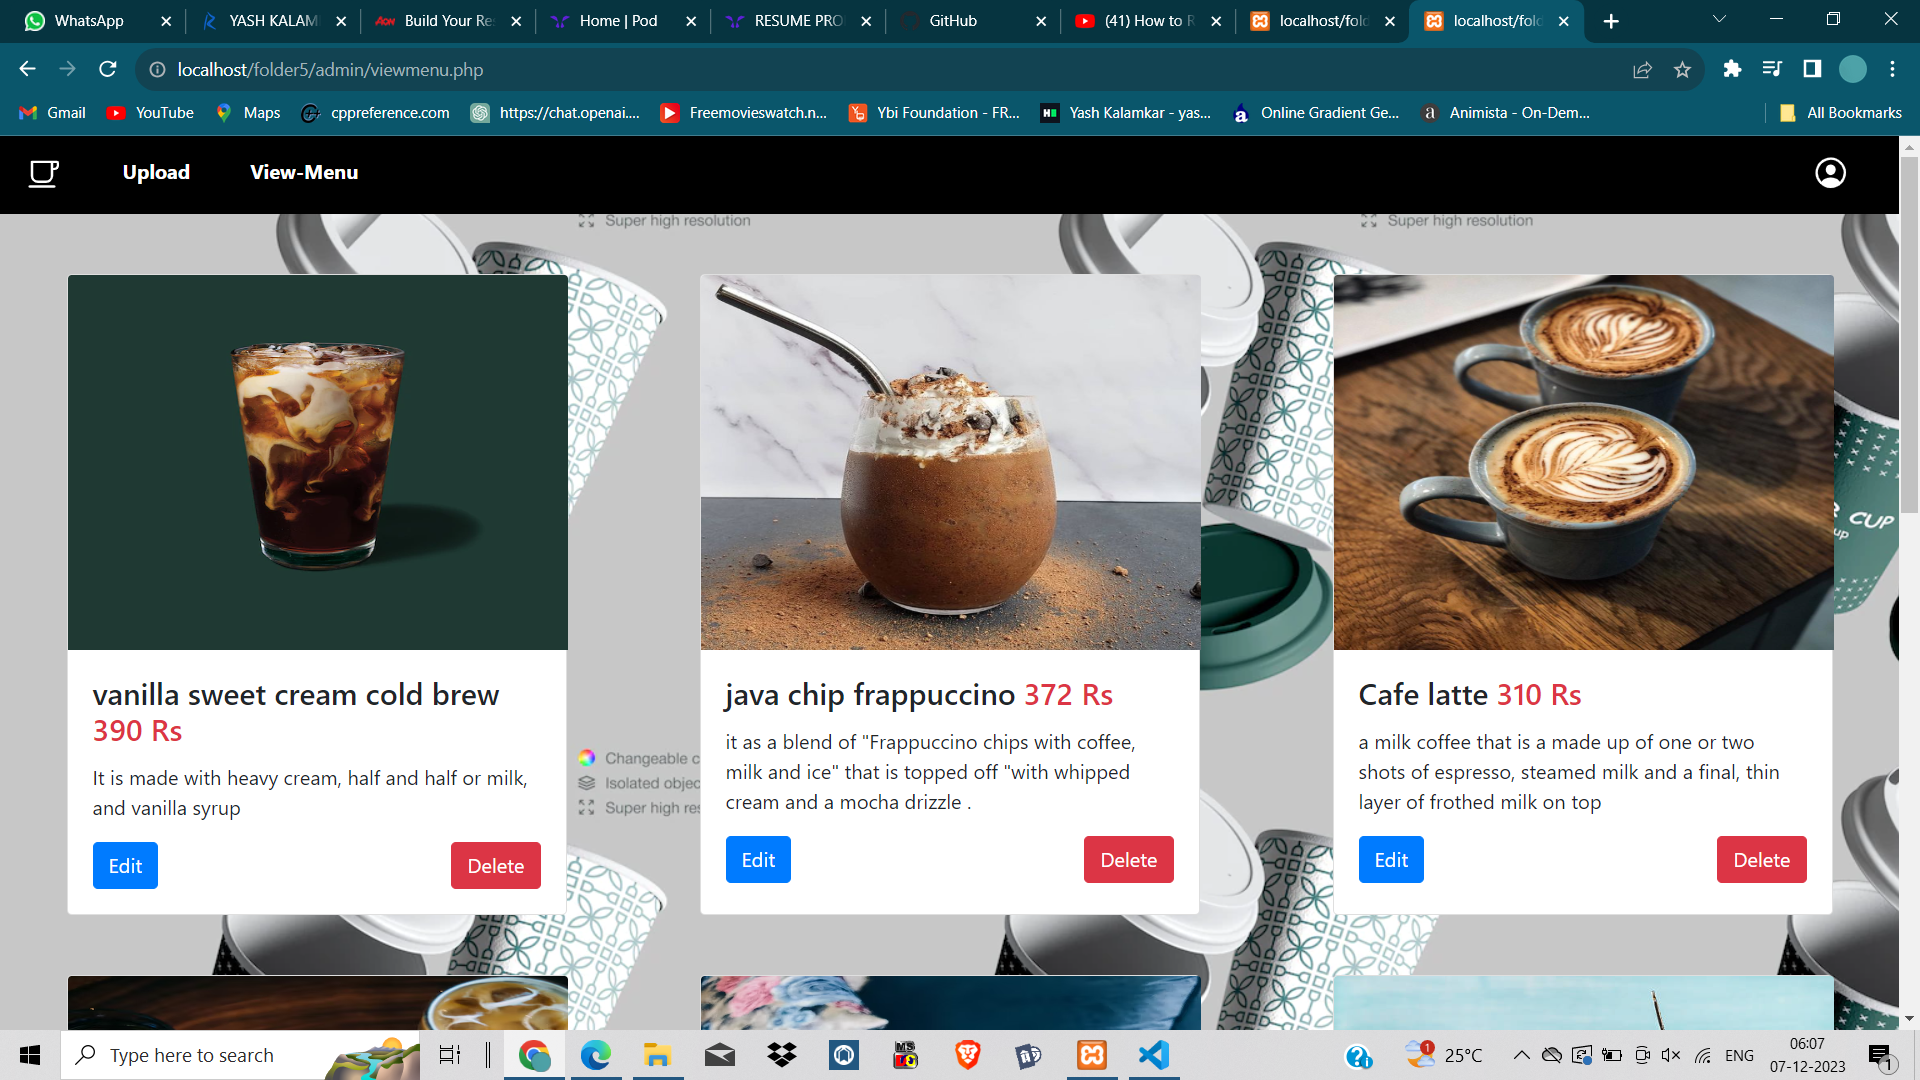 WhatsApp
YASH KALAM
Build Your Re
Home | Pod
RESUME PRO
GitHub
(41) How to R
localhost/fold
localhost/fold
localhost/folder5/admin/viewmenu.php
Gmail
YouTube
Maps
cppreference.com
https://chat.openai....
Freemovieswatch.n...
Ybi Foundation - FR...
Yash Kalamkar - yas...
Online Gradient Ge...
Animista - On-Dem...
All Bookmarks
Upload
View-Menu
Super high resolution
Super high resolution
vanilla sweet cream cold brew
390 Rs
It is made with heavy cream, half and half or milk,
and vanilla syrup
Edit
Delete
Changeable c
Isolated objec
Super high re
java chip frappuccino 372 Rs
it as a blend of "Frappuccino chips with coffee,
milk and ice" that is topped off "with whipped
cream and a mocha drizzle .
Edit
Delete
Cafe latte 310 Rs
a milk coffee that is a made up of one or two
shots of espresso, steamed milk and a final, thin
layer of frothed milk on top
Edit
Delete
CUP
Type here to search
1
25°C
ENG
06:07
07-12-2023
1